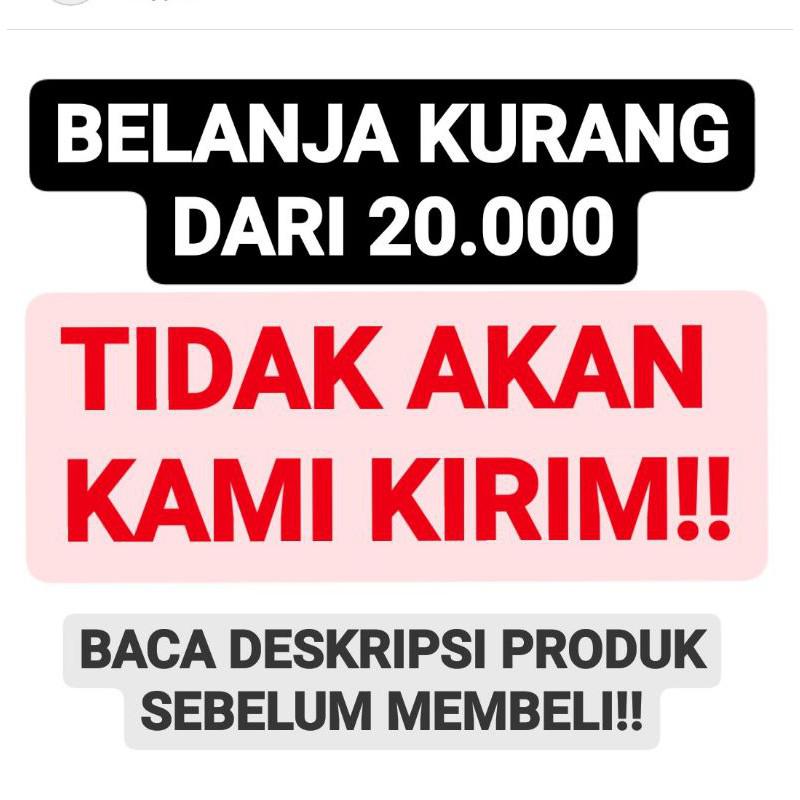 BELANJA KURANG
DARI 20.000
TIDAK AKAN
KAMI KIRIM!!
BACA DESKRIPSI PRODUK
SEBELUM MEMBELI!!